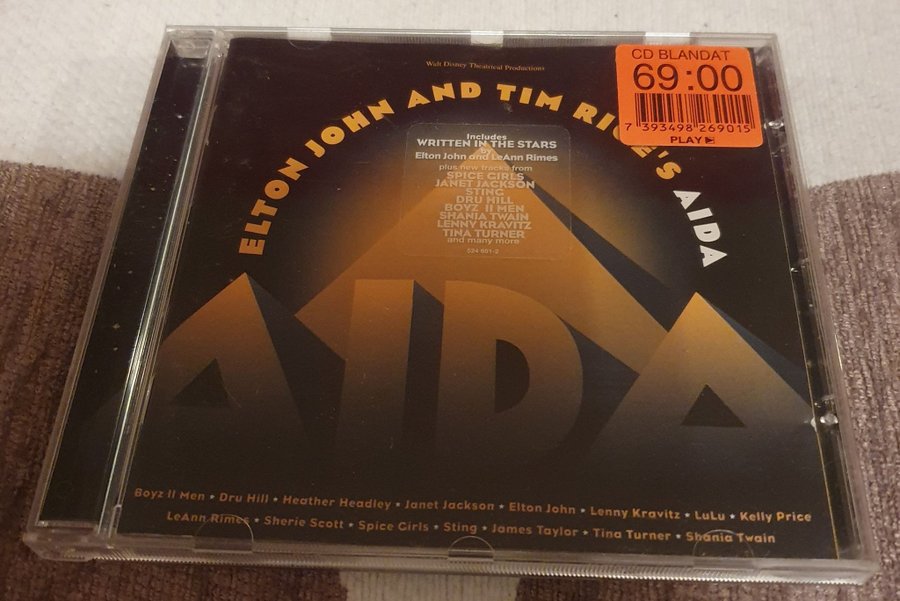 Walt Disney Theatrical Productions
CD BLANDAT
69:00
7 393498 269015
PLAY
ELTON JOHN AND TIM RICE'S AIDA
Includes
WRITTEN IN THE STARS
by
Elton John and LeAnn Rimes
plus new tracks from
SPICE GIRLS
JANET JACKSON
STING
DRU HILL
BOYZ II MEN
SHANIA TWAIN
LENNY KRAVITZ
TINA TURNER
and many more
524 601-2
AIDA
Boyz II Men * Dru Hill * Heather Headley * Janet Jackson * Elton John * Lenny Kravitz * LuLu * Kelly Price
LeAnn Rimes * Sherie Scott * Spice Girls * Sting * James Taylor * Tina Turner * Shania Twain